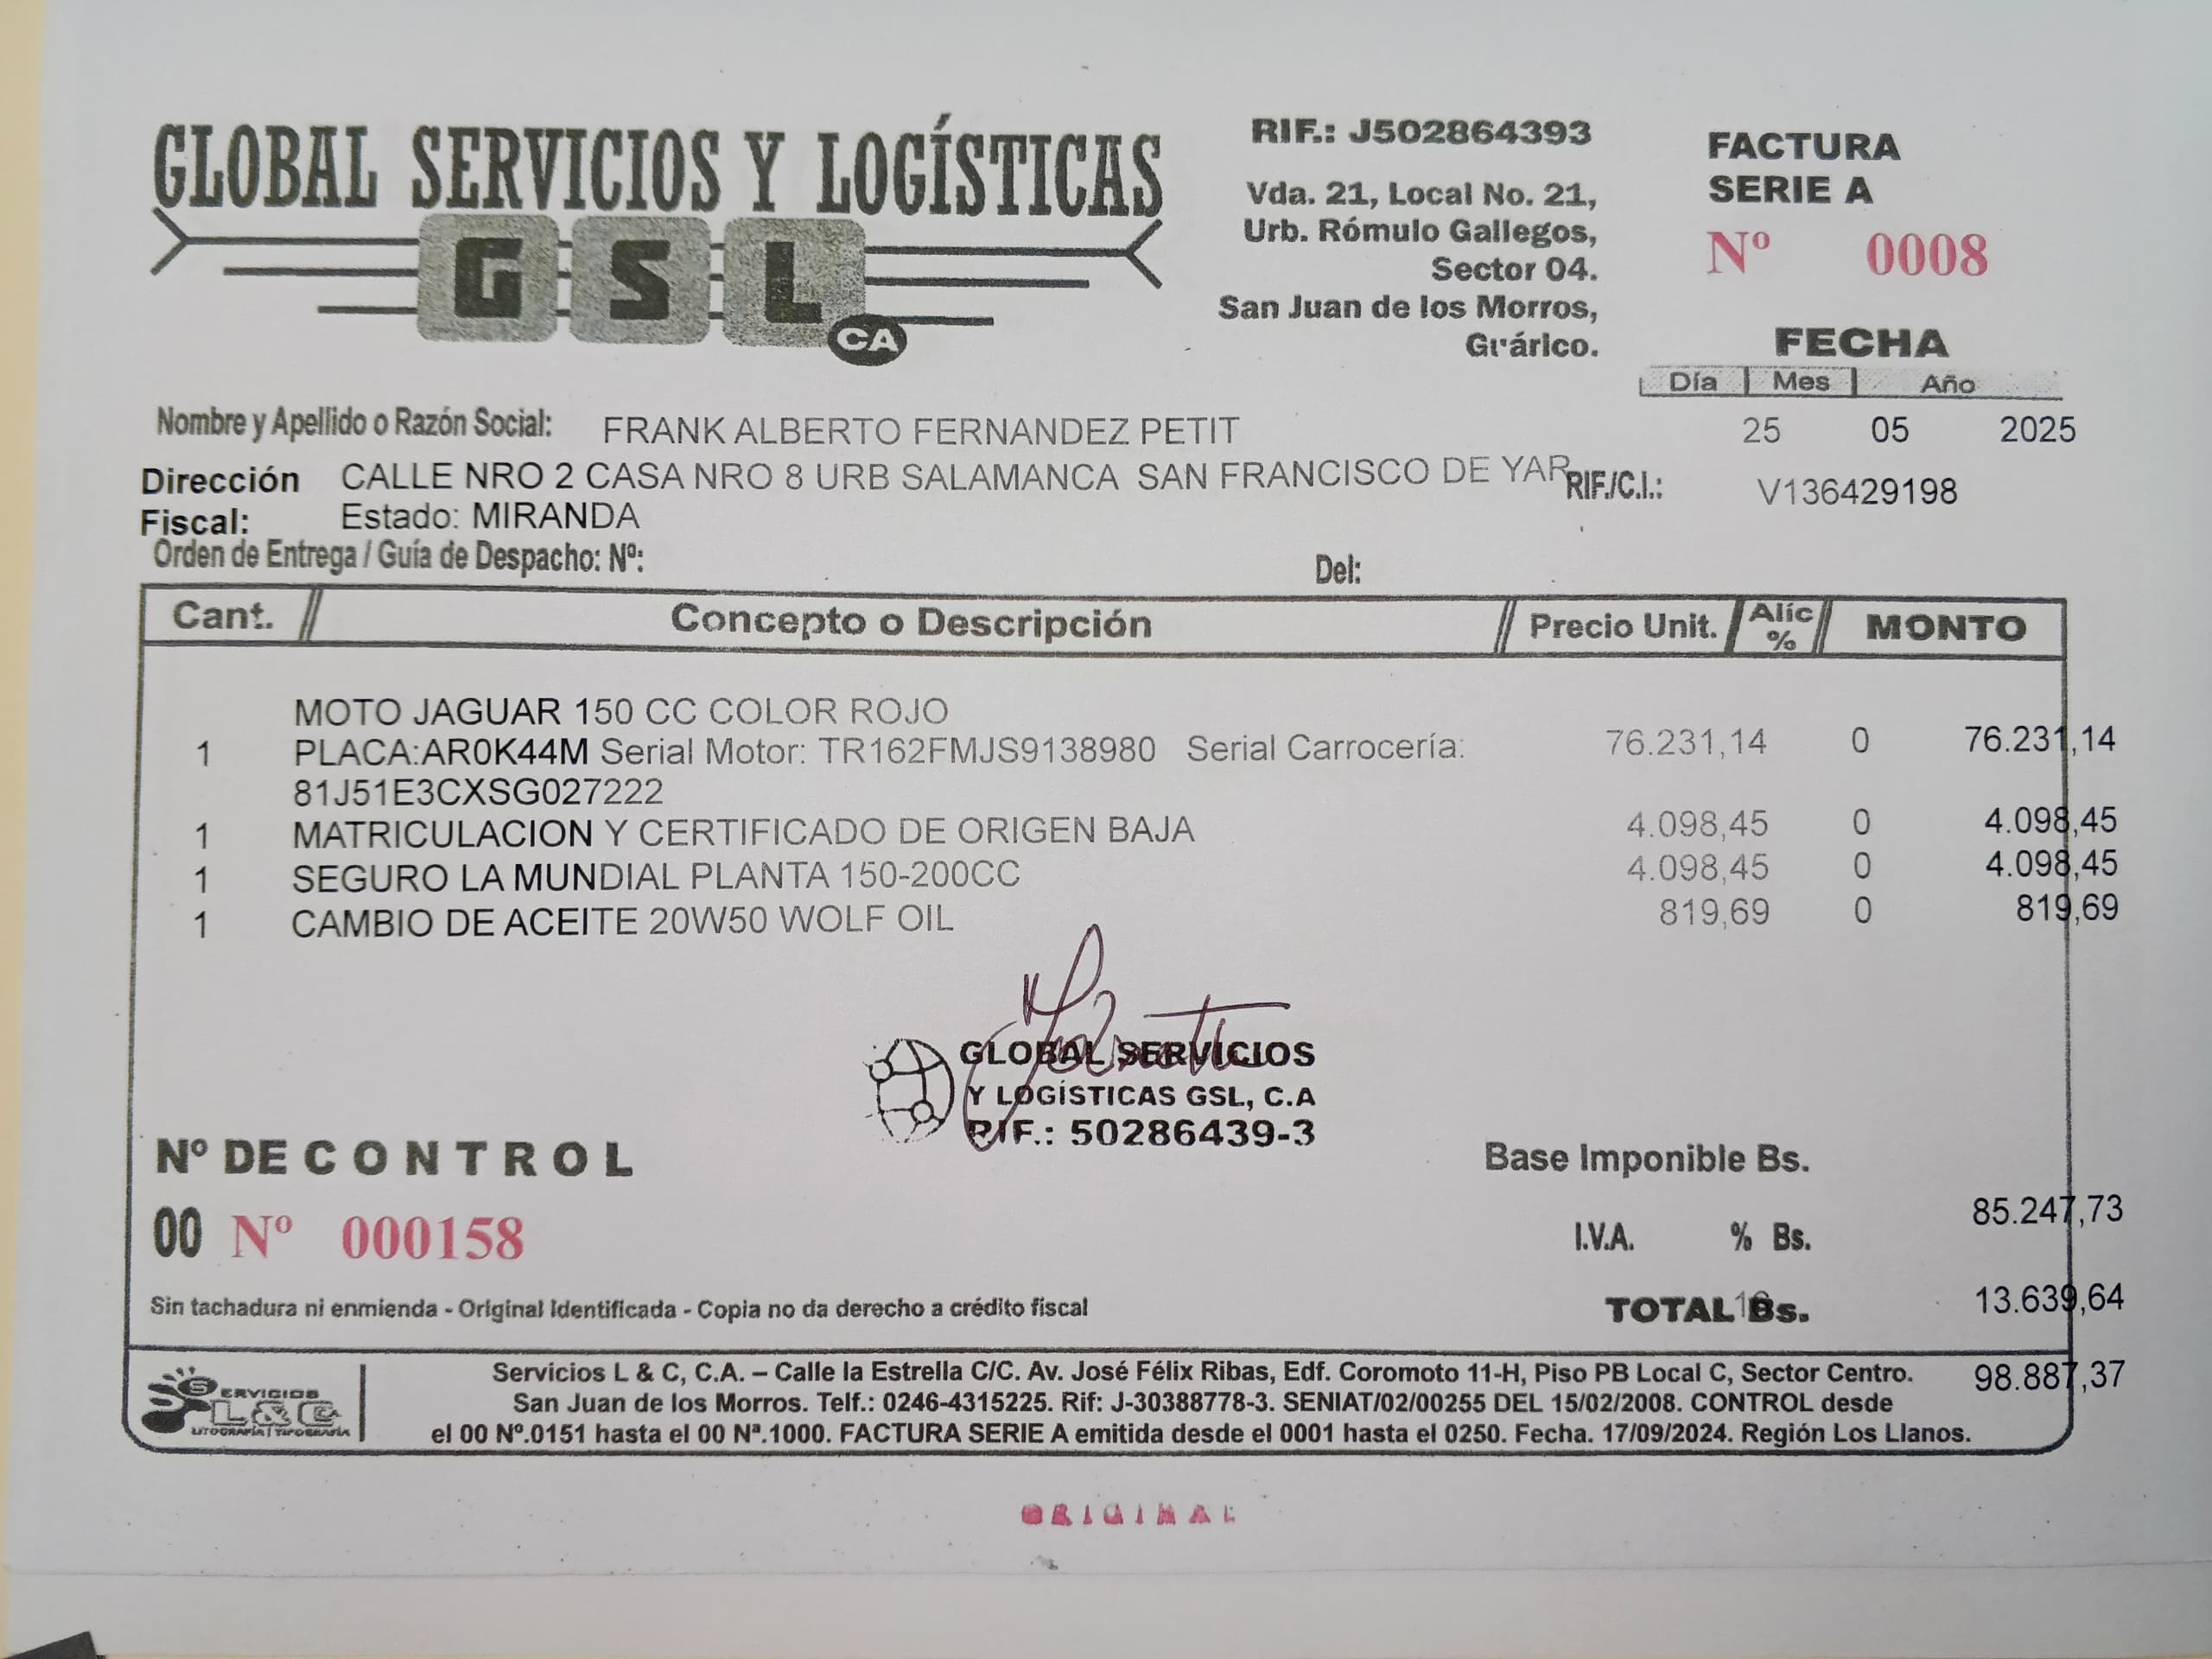 GLOBAL SERVICIOS Y LOGÍSTICAS
GSL
CA
RIF.: J502864393
Vda. 21, Local No. 21,
Urb. Rómulo Gallegos,
Sector 04.
San Juan de los Morros,
Guárico.
FACTURA
SERIE A
Nº 0008
FECHA
Día Mes Año
25 05 2025
Nombre y Apellido o Razón Social: FRANK ALBERTO FERNANDEZ PETIT
Dirección CALLE NRO 2 CASA NRO 8 URB SALAMANCA SAN FRANCISCO DE YAR RIF./C.I.: V136429198
Fiscal: Estado: MIRANDA
Orden de Entrega / Guía de Despacho: Nº: Del:
Cant. Concepto o Descripción Precio Unit. Alíc % MONTO
MOTO JAGUAR 150 CC COLOR ROJO
1 PLACA:AR0K44M Serial Motor: TR162FMJS9138980 Serial Carrocería: 76.231,14 0 76.231,14
81J51E3CXSG027222
1 MATRICULACION Y CERTIFICADO DE ORIGEN BAJA 4.098,45 0 4.098,45
1 SEGURO LA MUNDIAL PLANTA 150-200CC 4.098,45 0 4.098,45
1 CAMBIO DE ACEITE 20W50 WOLF OIL 819,69 0 819,69
GLOBAL SERVICIOS
Y LOGÍSTICAS GSL, C.A
RIF.: 50286439-3
Nº DE CONTROL
00 Nº 000158
Base Imponible Bs.
85.247,73
I.V.A. % Bs.
16 13.639,64
TOTAL Bs.
98.887,37
Sin tachadura ni enmienda - Original Identificada - Copia no da derecho a crédito fiscal
SERVICIOS
L&C
LITOGRAFÍA | TIPOGRAFÍA
Servicios L & C, C.A. – Calle la Estrella C/C. Av. José Félix Ribas, Edf. Coromoto 11-H, Piso PB Local C, Sector Centro.
San Juan de los Morros. Telf.: 0246-4315225. Rif: J-30388778-3. SENIAT/02/00255 DEL 15/02/2008. CONTROL desde
el 00 Nº.0151 hasta el 00 Nª.1000. FACTURA SERIE A emitida desde el 0001 hasta el 0250. Fecha. 17/09/2024. Región Los Llanos.
ORIGINAL